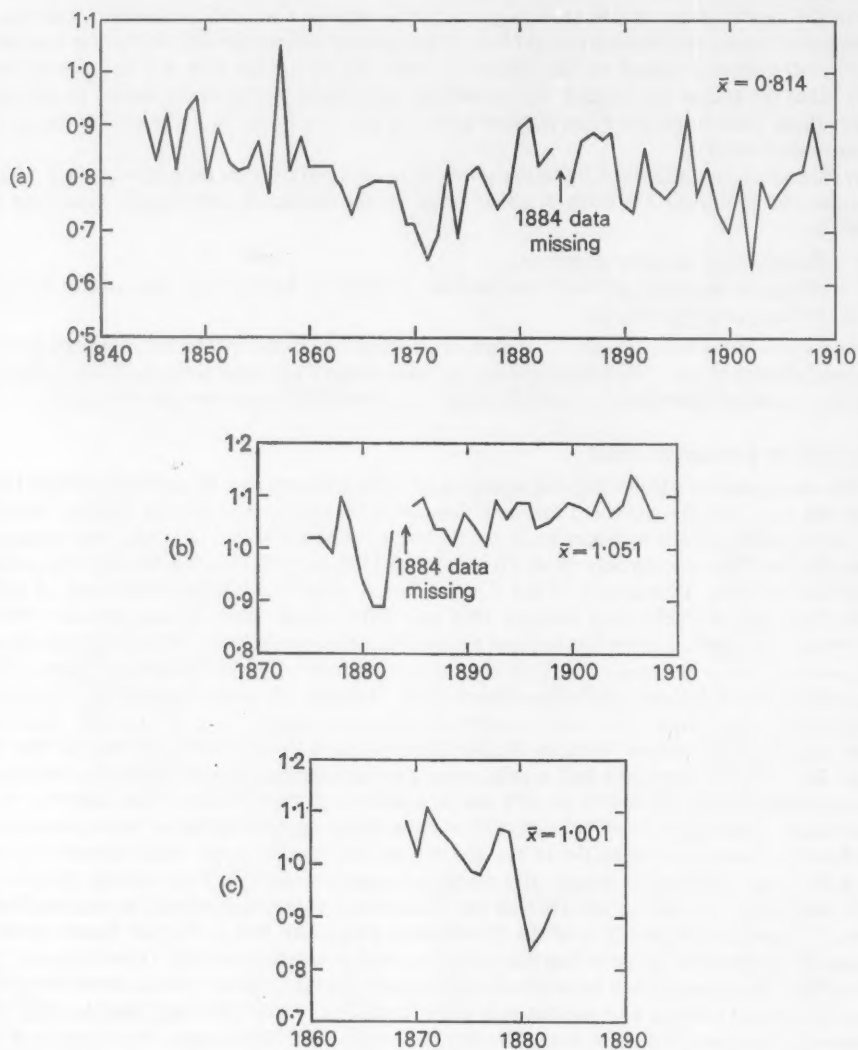 1·1
1·0
x̄ = 0·814
0·9
(a) 0·8
0·7
1884 data
missing
0·6
0·5
1840 1850 1860 1870 1880 1890 1900 1910
1·2
1·1
(b) 1·0
1884 data
missing
x̄ = 1·051
0·9
0·8
1870 1880 1890 1900 1910
1·2
1·1
x̄ = 1·001
1·0
(c) 0·9
0·8
0·7
1860 1870 1880 1890